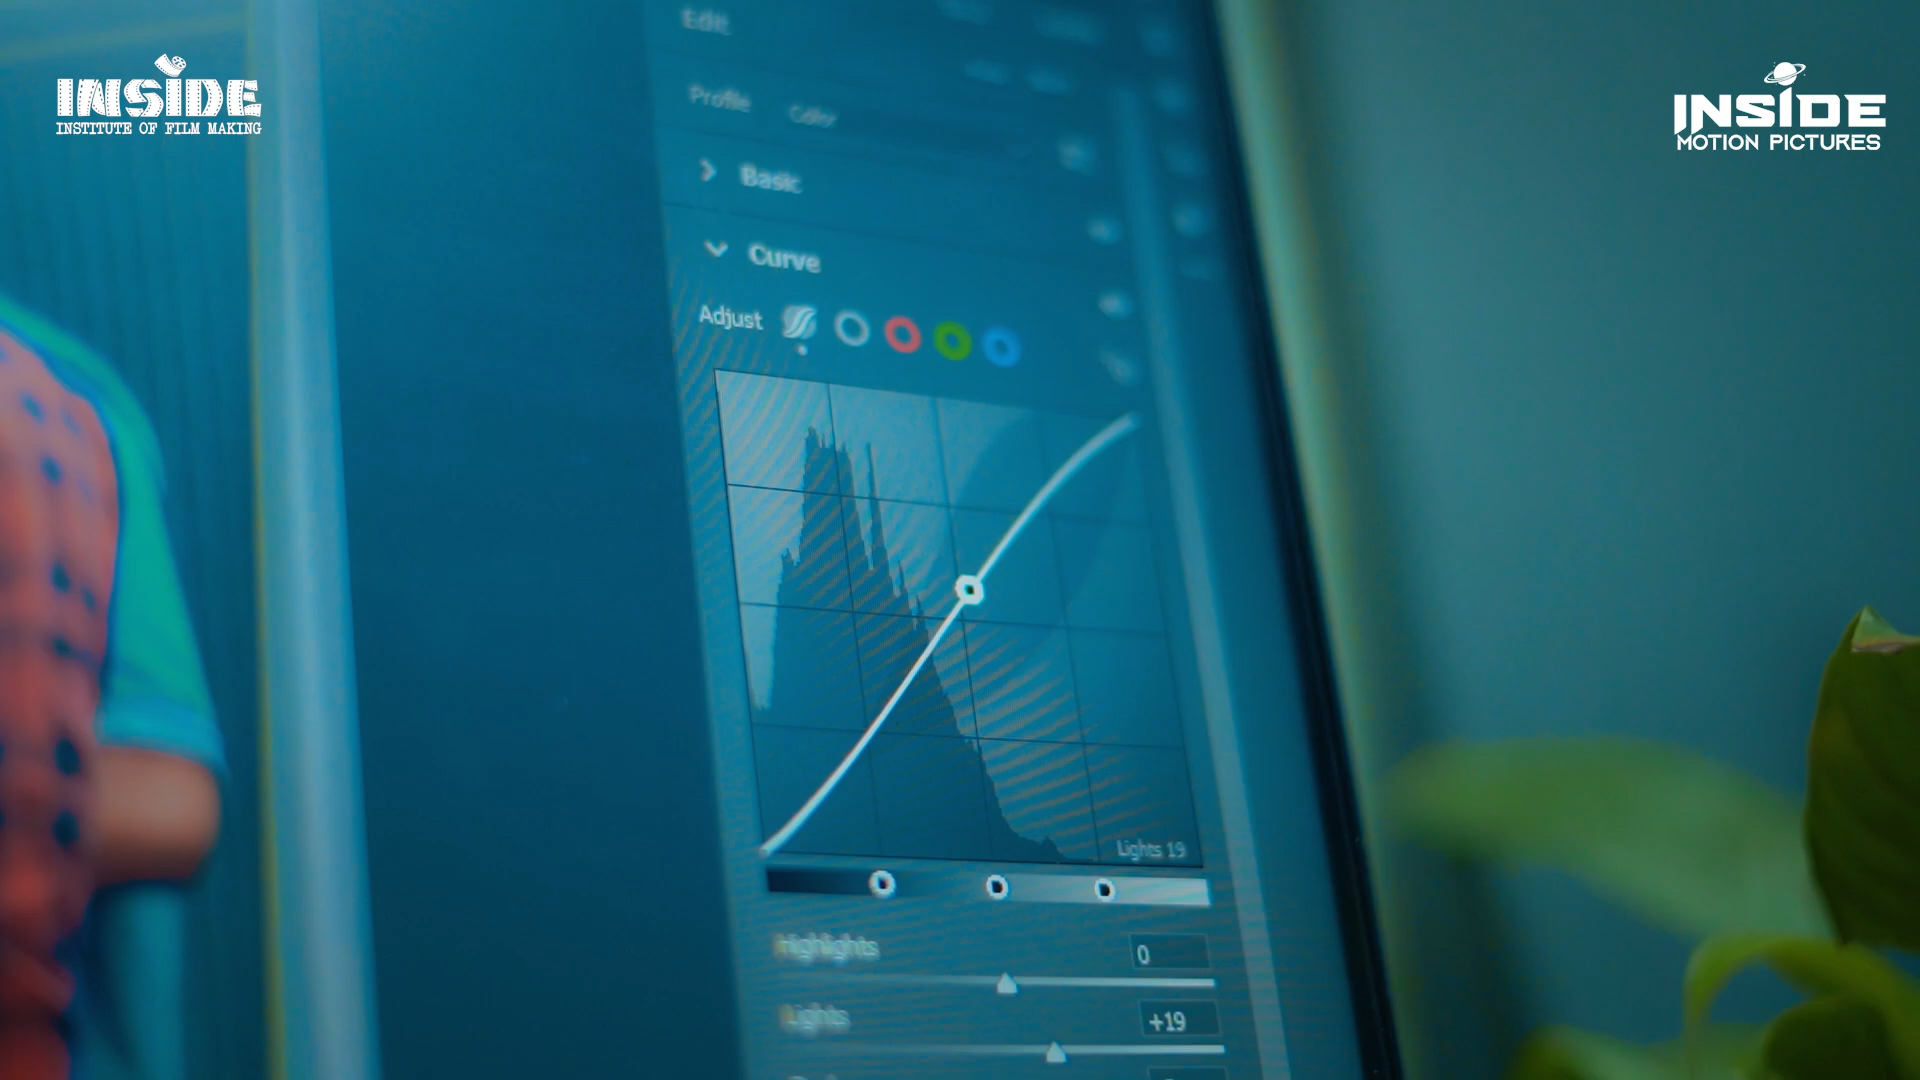 INSIDE
INSTITUTE OF FILM MAKING
INSIDE
MOTION PICTURES
Edit
Profile Color
Basic
Curve
Adjust
Lights 19
Highlights 0
Lights +19